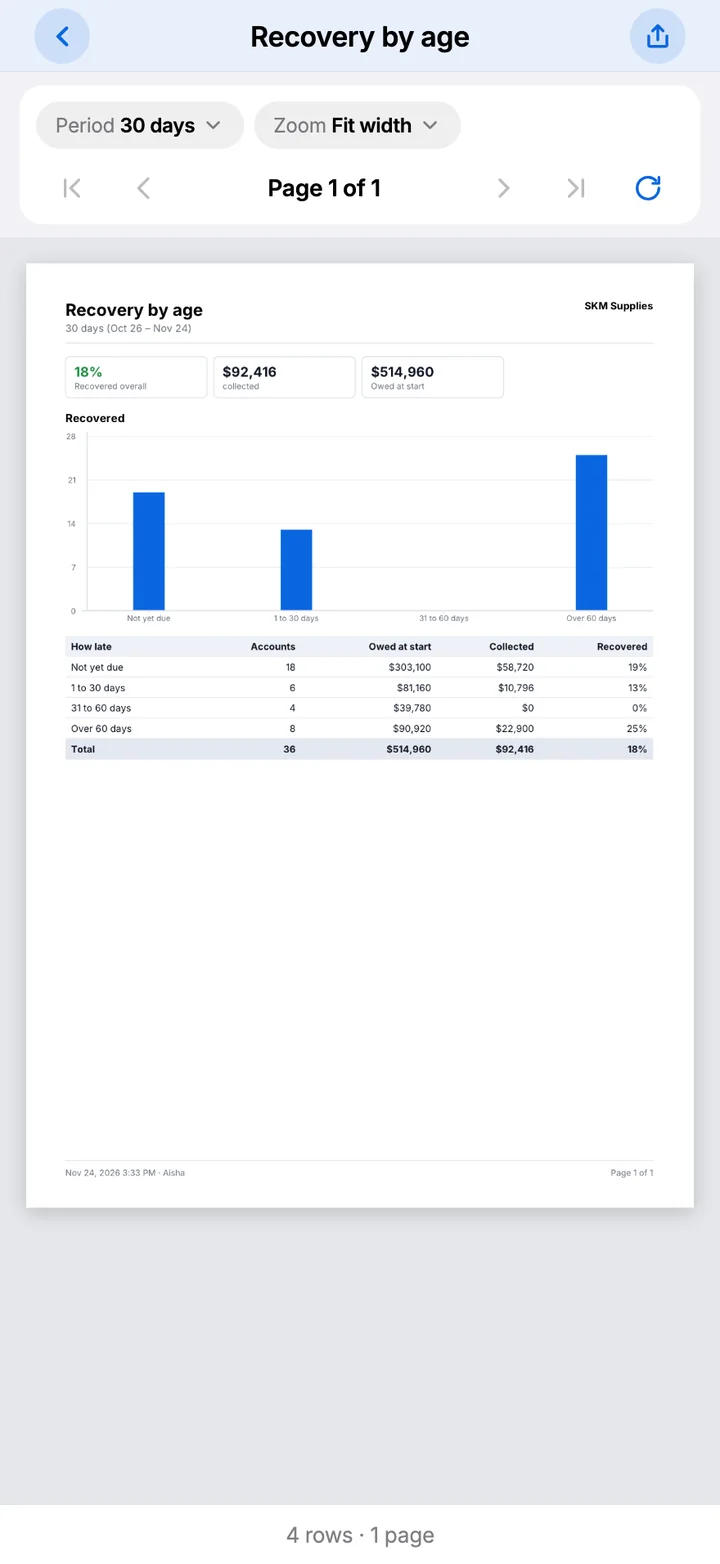 Recovery by age
Period 30 days
Zoom Fit width
Page 1 of 1
Recovery by age
SKM Supplies
30 days (Oct 26 – Nov 24)
18%
Recovered overall
$92,416
collected
$514,960
Owed at start
Recovered
28
21
14
7
0
Not yet due
1 to 30 days
31 to 60 days
Over 60 days
How late Accounts Owed at start Collected Recovered
Not yet due 18 $303,100 $58,720 19%
1 to 30 days 6 $81,160 $10,796 13%
31 to 60 days 4 $39,780 $0 0%
Over 60 days 8 $90,920 $22,900 25%
Total 36 $514,960 $92,416 18%
Nov 24, 2026 3:33 PM · Aisha
Page 1 of 1
4 rows · 1 page